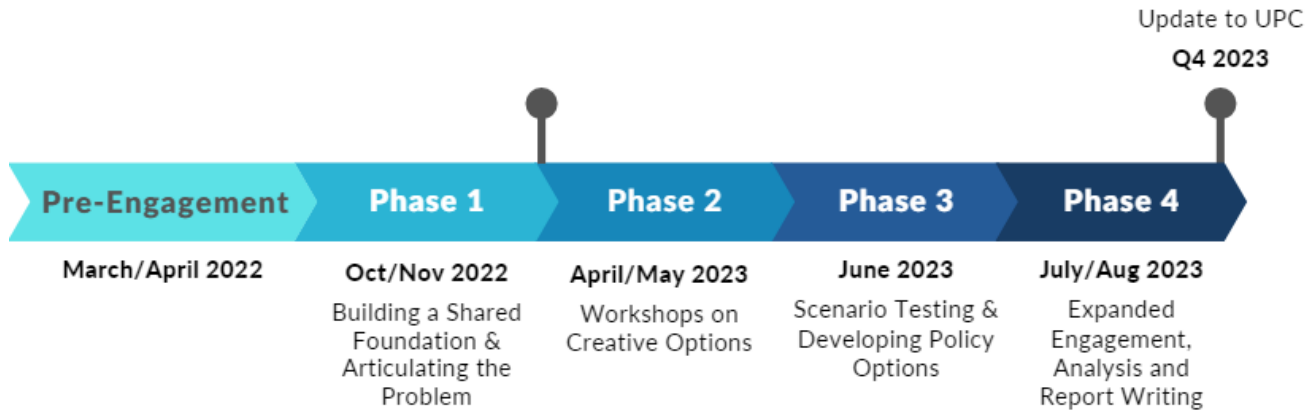 Update to UPC
Q4 2023
Pre-Engagement
Phase 1
Phase 2
Phase 3
Phase 4
March/April 2022
Oct/Nov 2022
Building a Shared
Foundation &
Articulating the
Problem
April/May 2023
Workshops on
Creative Options
June 2023
Scenario Testing &
Developing Policy
Options
July/Aug 2023
Expanded
Engagement,
Analysis and
Report Writing